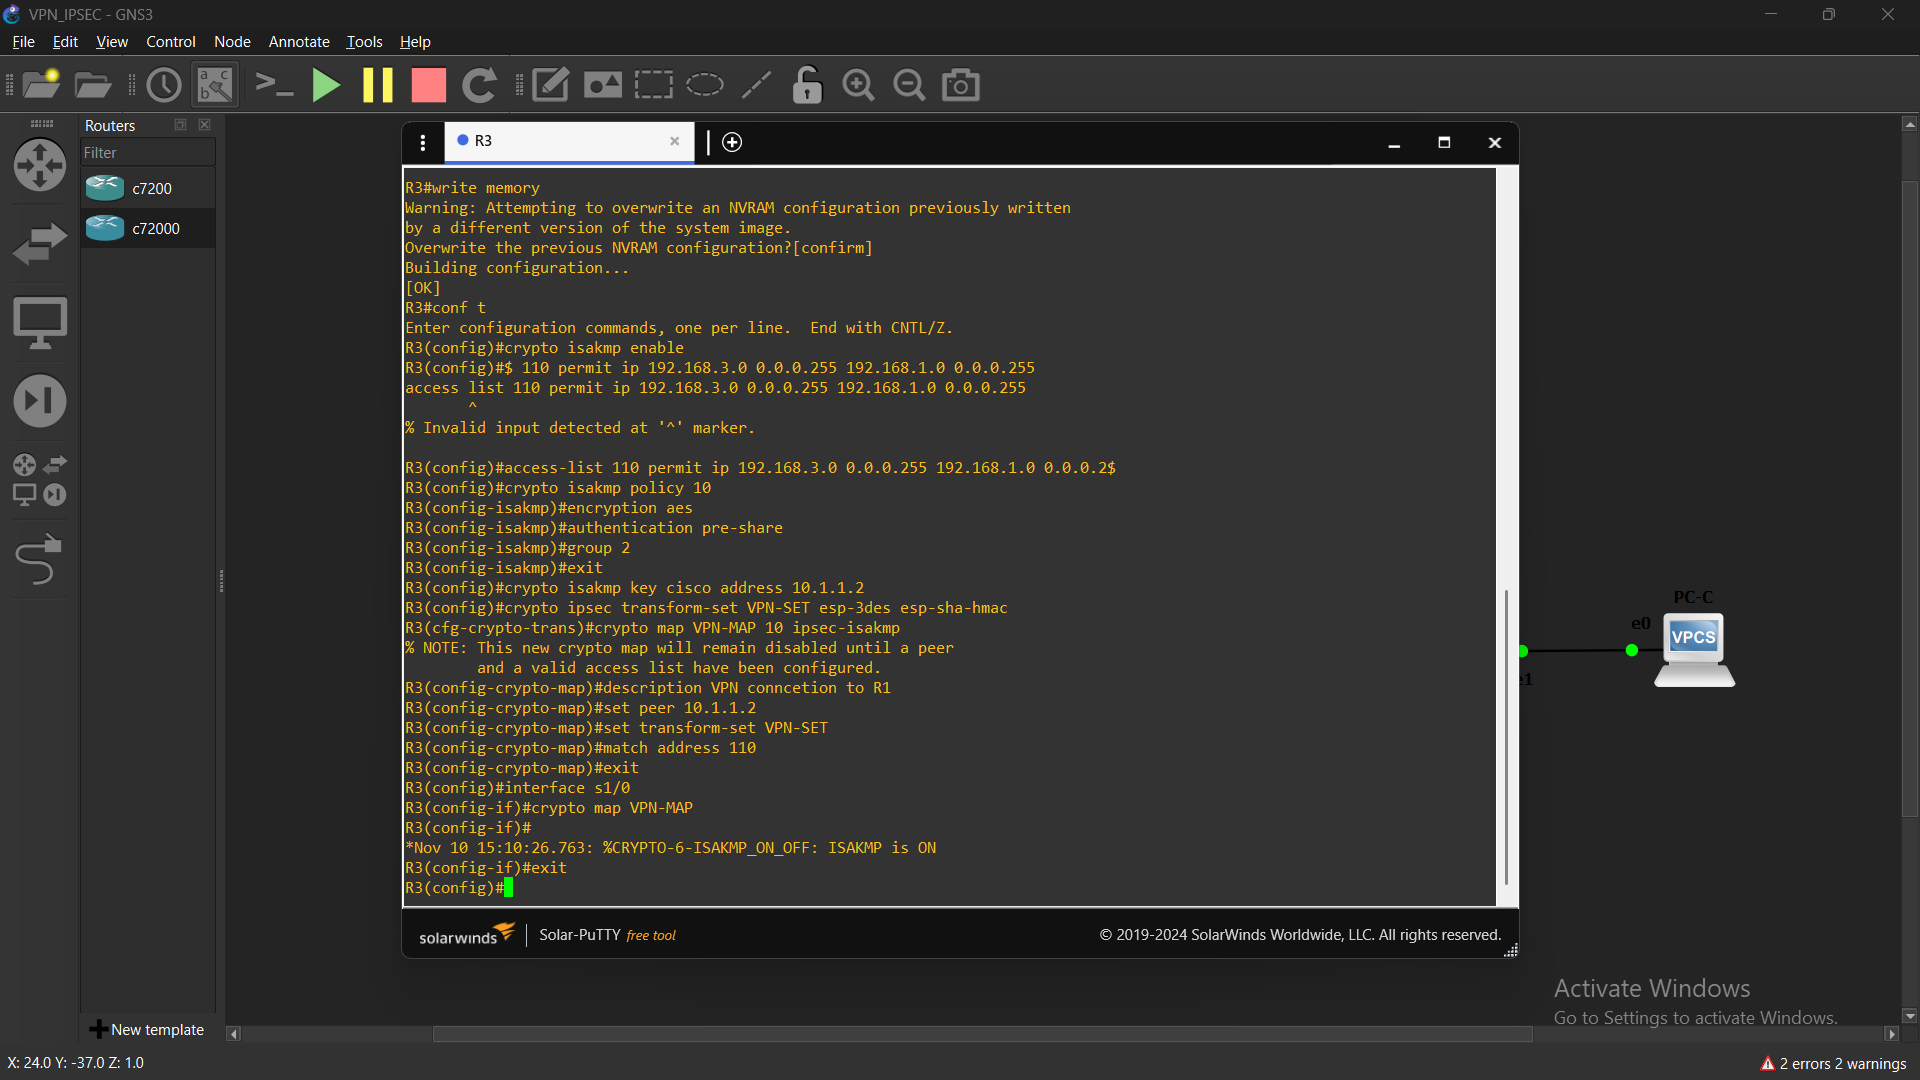 VPN_IPSEC - GNS3
File Edit View Control Node Annotate Tools Help
Routers
Filter
c7200
c72000
R3
R3#write memory
Warning: Attempting to overwrite an NVRAM configuration previously written
by a different version of the system image.
Overwrite the previous NVRAM configuration?[confirm]
Building configuration...
[OK]
R3#conf t
Enter configuration commands, one per line.  End with CNTL/Z.
R3(config)#crypto isakmp enable
R3(config)#$ 110 permit ip 192.168.3.0 0.0.0.255 192.168.1.0 0.0.0.255
access list 110 permit ip 192.168.3.0 0.0.0.255 192.168.1.0 0.0.0.255
^
% Invalid input detected at '^' marker.
R3(config)#access-list 110 permit ip 192.168.3.0 0.0.0.255 192.168.1.0 0.0.0.2$
R3(config)#crypto isakmp policy 10
R3(config-isakmp)#encryption aes
R3(config-isakmp)#authentication pre-share
R3(config-isakmp)#group 2
R3(config-isakmp)#exit
R3(config)#crypto isakmp key cisco address 10.1.1.2
R3(config)#crypto ipsec transform-set VPN-SET esp-3des esp-sha-hmac
R3(cfg-crypto-trans)#crypto map VPN-MAP 10 ipsec-isakmp
% NOTE: This new crypto map will remain disabled until a peer
and a valid access list have been configured.
R3(config-crypto-map)#description VPN conncetion to R1
R3(config-crypto-map)#set peer 10.1.1.2
R3(config-crypto-map)#set transform-set VPN-SET
R3(config-crypto-map)#match address 110
R3(config-crypto-map)#exit
R3(config)#interface s1/0
R3(config-if)#crypto map VPN-MAP
R3(config-if)#
*Nov 10 15:10:26.763: %CRYPTO-6-ISAKMP_ON_OFF: ISAKMP is ON
R3(config-if)#exit
R3(config)#
solarwinds
Solar-PuTTY free tool
© 2019-2024 SolarWinds Worldwide, LLC. All rights reserved.
PC-C
e0
VPCS
e1
Activate Windows
Go to Settings to activate Windows.
New template
X: 24.0 Y: -37.0 Z: 1.0
2 errors 2 warnings